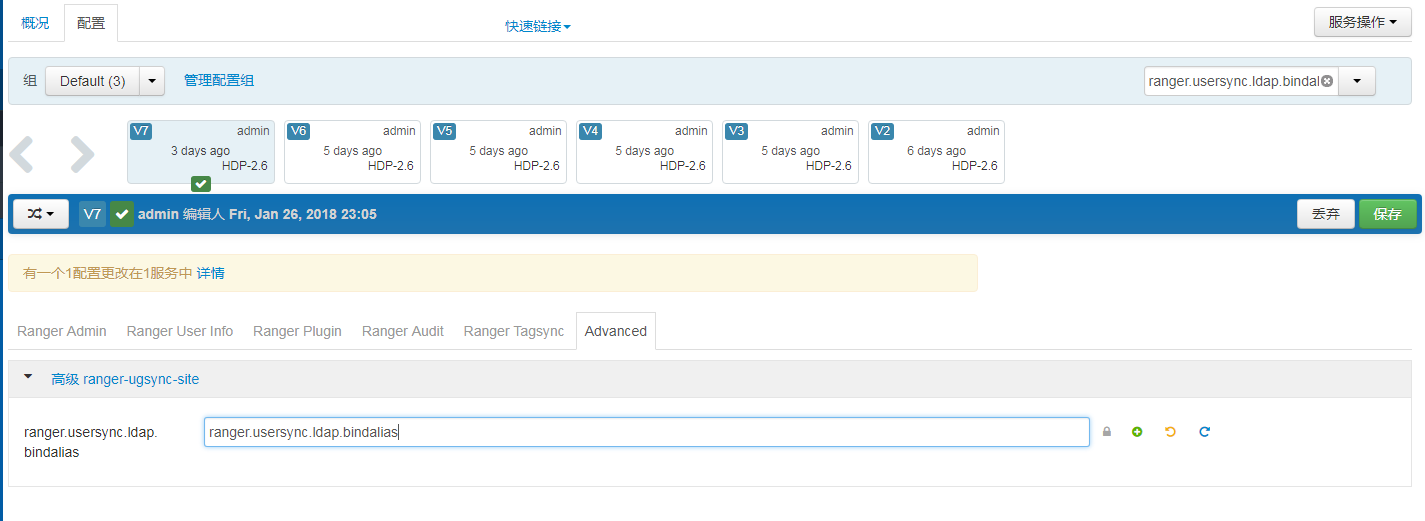 概况 配置 快速链接 服务操作
组 Default (3) 管理配置组 ranger.usersync.ldap.bindal
V7 admin V6 admin V5 admin V4 admin V3 admin V2 admin
3 days ago 5 days ago 5 days ago 5 days ago 5 days ago 6 days ago
HDP-2.6 HDP-2.6 HDP-2.6 HDP-2.6 HDP-2.6 HDP-2.6
V7 admin 编辑人 Fri, Jan 26, 2018 23:05 丢弃 保存
有一个1配置更改在1服务中 详情
Ranger Admin Ranger User Info Ranger Plugin Ranger Audit Ranger Tagsync Advanced
高级 ranger-ugsync-site
ranger.usersync.ldap. ranger.usersync.ldap.bindalias
bindalias